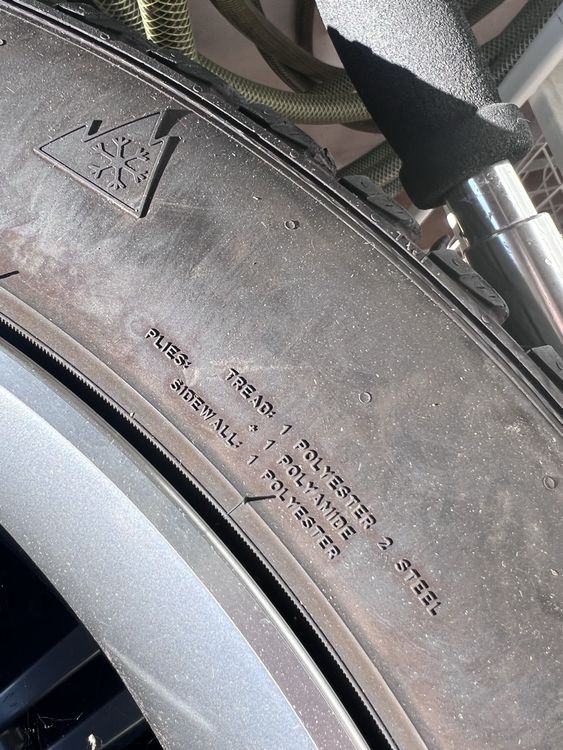 PLIES: TREAD: 1 POLYESTER 2 STEEL
+ 1 POLYAMIDE
SIDEWALL: 1 POLYESTER